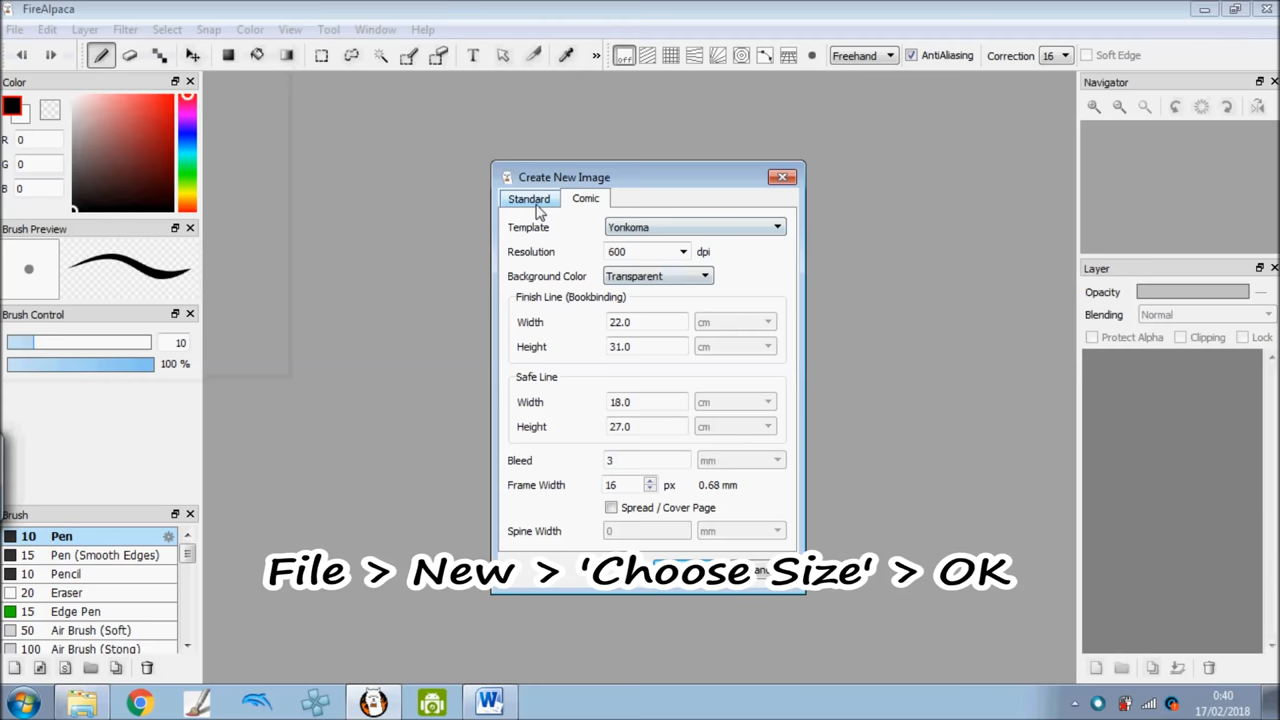 FireAlpaca
File Edit Layer Filter Select Snap Color View Tool Window Help
T » off Freehand AntiAliasing Correction 16 Soft Edge
Color
R 0
G 0
B 0
Brush Preview
Brush Control
10
100 %
Brush
10 Pen
15 Pen (Smooth Edges)
10 Pencil
20 Eraser
15 Edge Pen
50 Air Brush (Soft)
100 Air Brush (Stong)
Create New Image
Standard Comic
Template Yonkoma
Resolution 600 dpi
Background Color Transparent
Finish Line (Bookbinding)
Width 22.0 cm
Height 31.0 cm
Safe Line
Width 18.0 cm
Height 27.0 cm
Bleed 3 mm
Frame Width 16 px 0.68 mm
Spread / Cover Page
Spine Width 0 mm
File > New > 'Choose Size' > OK
Navigator
Layer
Opacity
Blending Normal
Protect Alpha Clipping Lock
0:40
17/02/2018